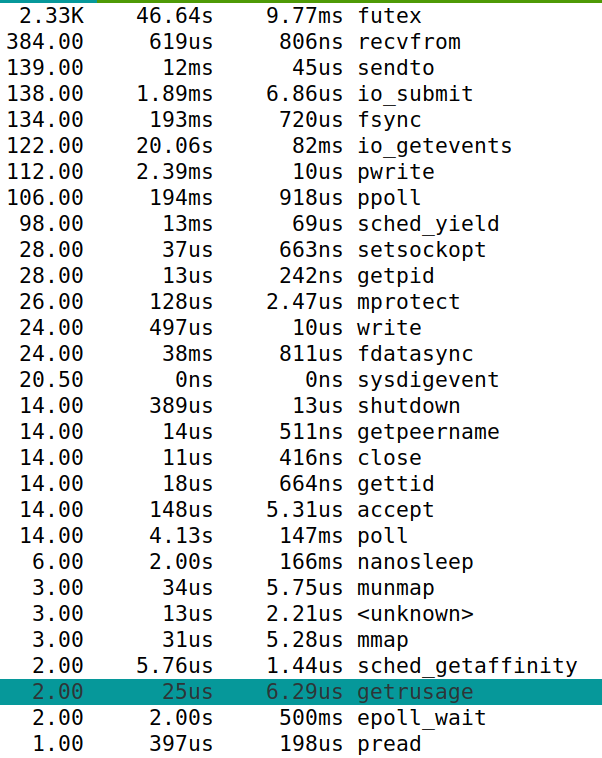 2.33K 46.64s 9.77ms futex
384.00 619us 806ns recvfrom
139.00 12ms 45us sendto
138.00 1.89ms 6.86us io_submit
134.00 193ms 720us fsync
122.00 20.06s 82ms io_getevents
112.00 2.39ms 10us pwrite
106.00 194ms 918us ppoll
98.00 13ms 69us sched_yield
28.00 37us 663ns setsockopt
28.00 13us 242ns getpid
26.00 128us 2.47us mprotect
24.00 497us 10us write
24.00 38ms 811us fdatasync
20.50 0ns 0ns sysdigevent
14.00 389us 13us shutdown
14.00 14us 511ns getpeername
14.00 11us 416ns close
14.00 18us 664ns gettid
14.00 148us 5.31us accept
14.00 4.13s 147ms poll
6.00 2.00s 166ms nanosleep
3.00 34us 5.75us munmap
3.00 13us 2.21us <unknown>
3.00 31us 5.28us mmap
2.00 5.76us 1.44us sched_getaffinity
2.00 25us 6.29us getrusage
2.00 2.00s 500ms epoll_wait
1.00 397us 198us pread